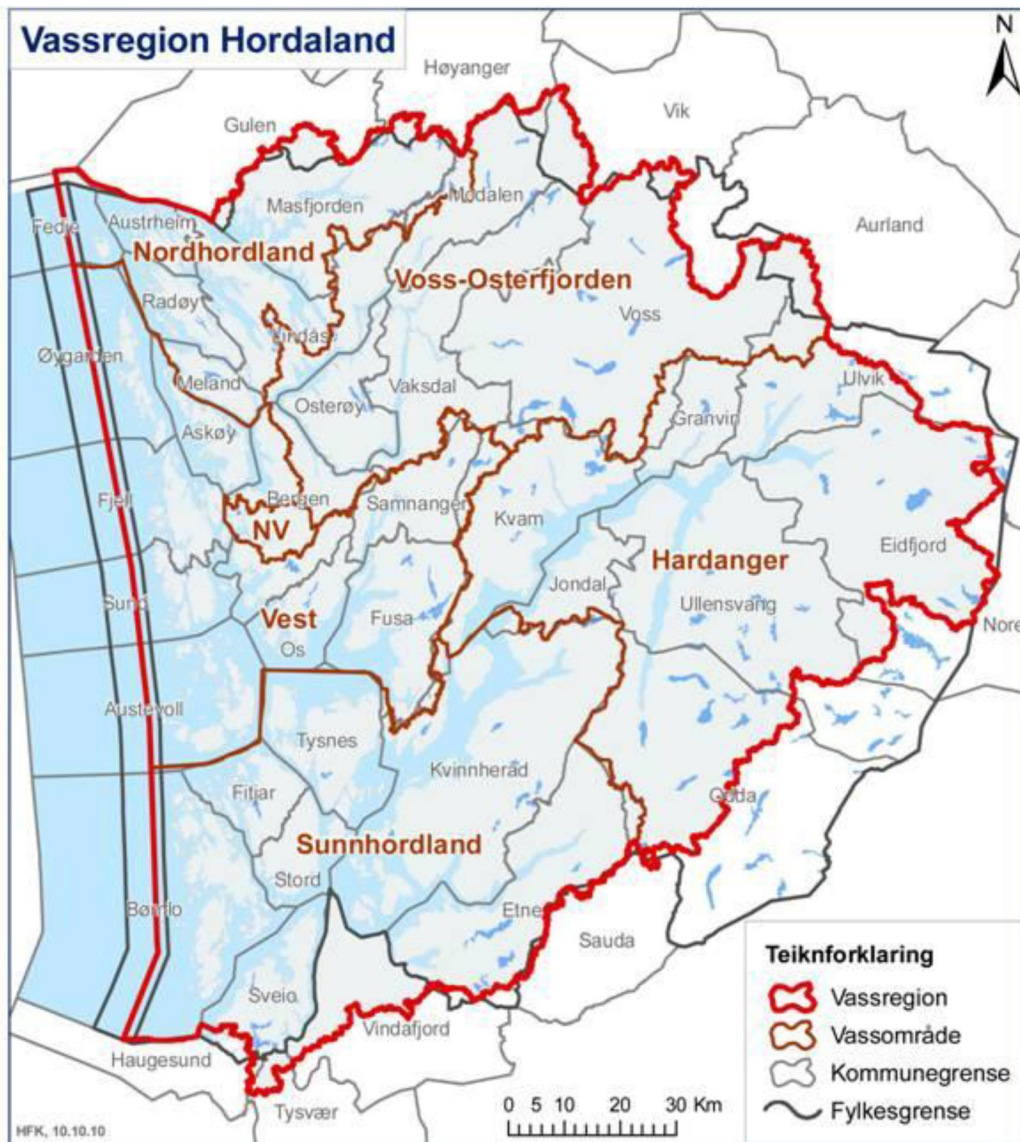 Vassregion Hordaland
N
Høyanger
Vik
Gulen
Masfjorden
Modalen
Aurland
Fedje
Austrheim
Nordhordland
Voss-Osterfjorden
Radøy
Lindås
Voss
Øygarden
Meland
Vaksdal
Ulvik
Osterøy
Granvin
Askøy
Bergen
Samnanger
Fjell
NV
Kvam
Eidfjord
Hardanger
Jondal
Sund
Vest
Fusa
Ullensvang
Nore
Os
Austevoll
Tysnes
Kvinnherad
Fitjar
Odda
Sunnhordland
Stord
Bømlo
Etne
Sauda
Sveio
Vindafjord
Haugesund
Tysvær
Teiknforklaring
Vassregion
Vassområde
Kommunegrense
Fylkesgrense
0 5 10 20 30 Km
HFK, 10.10.10